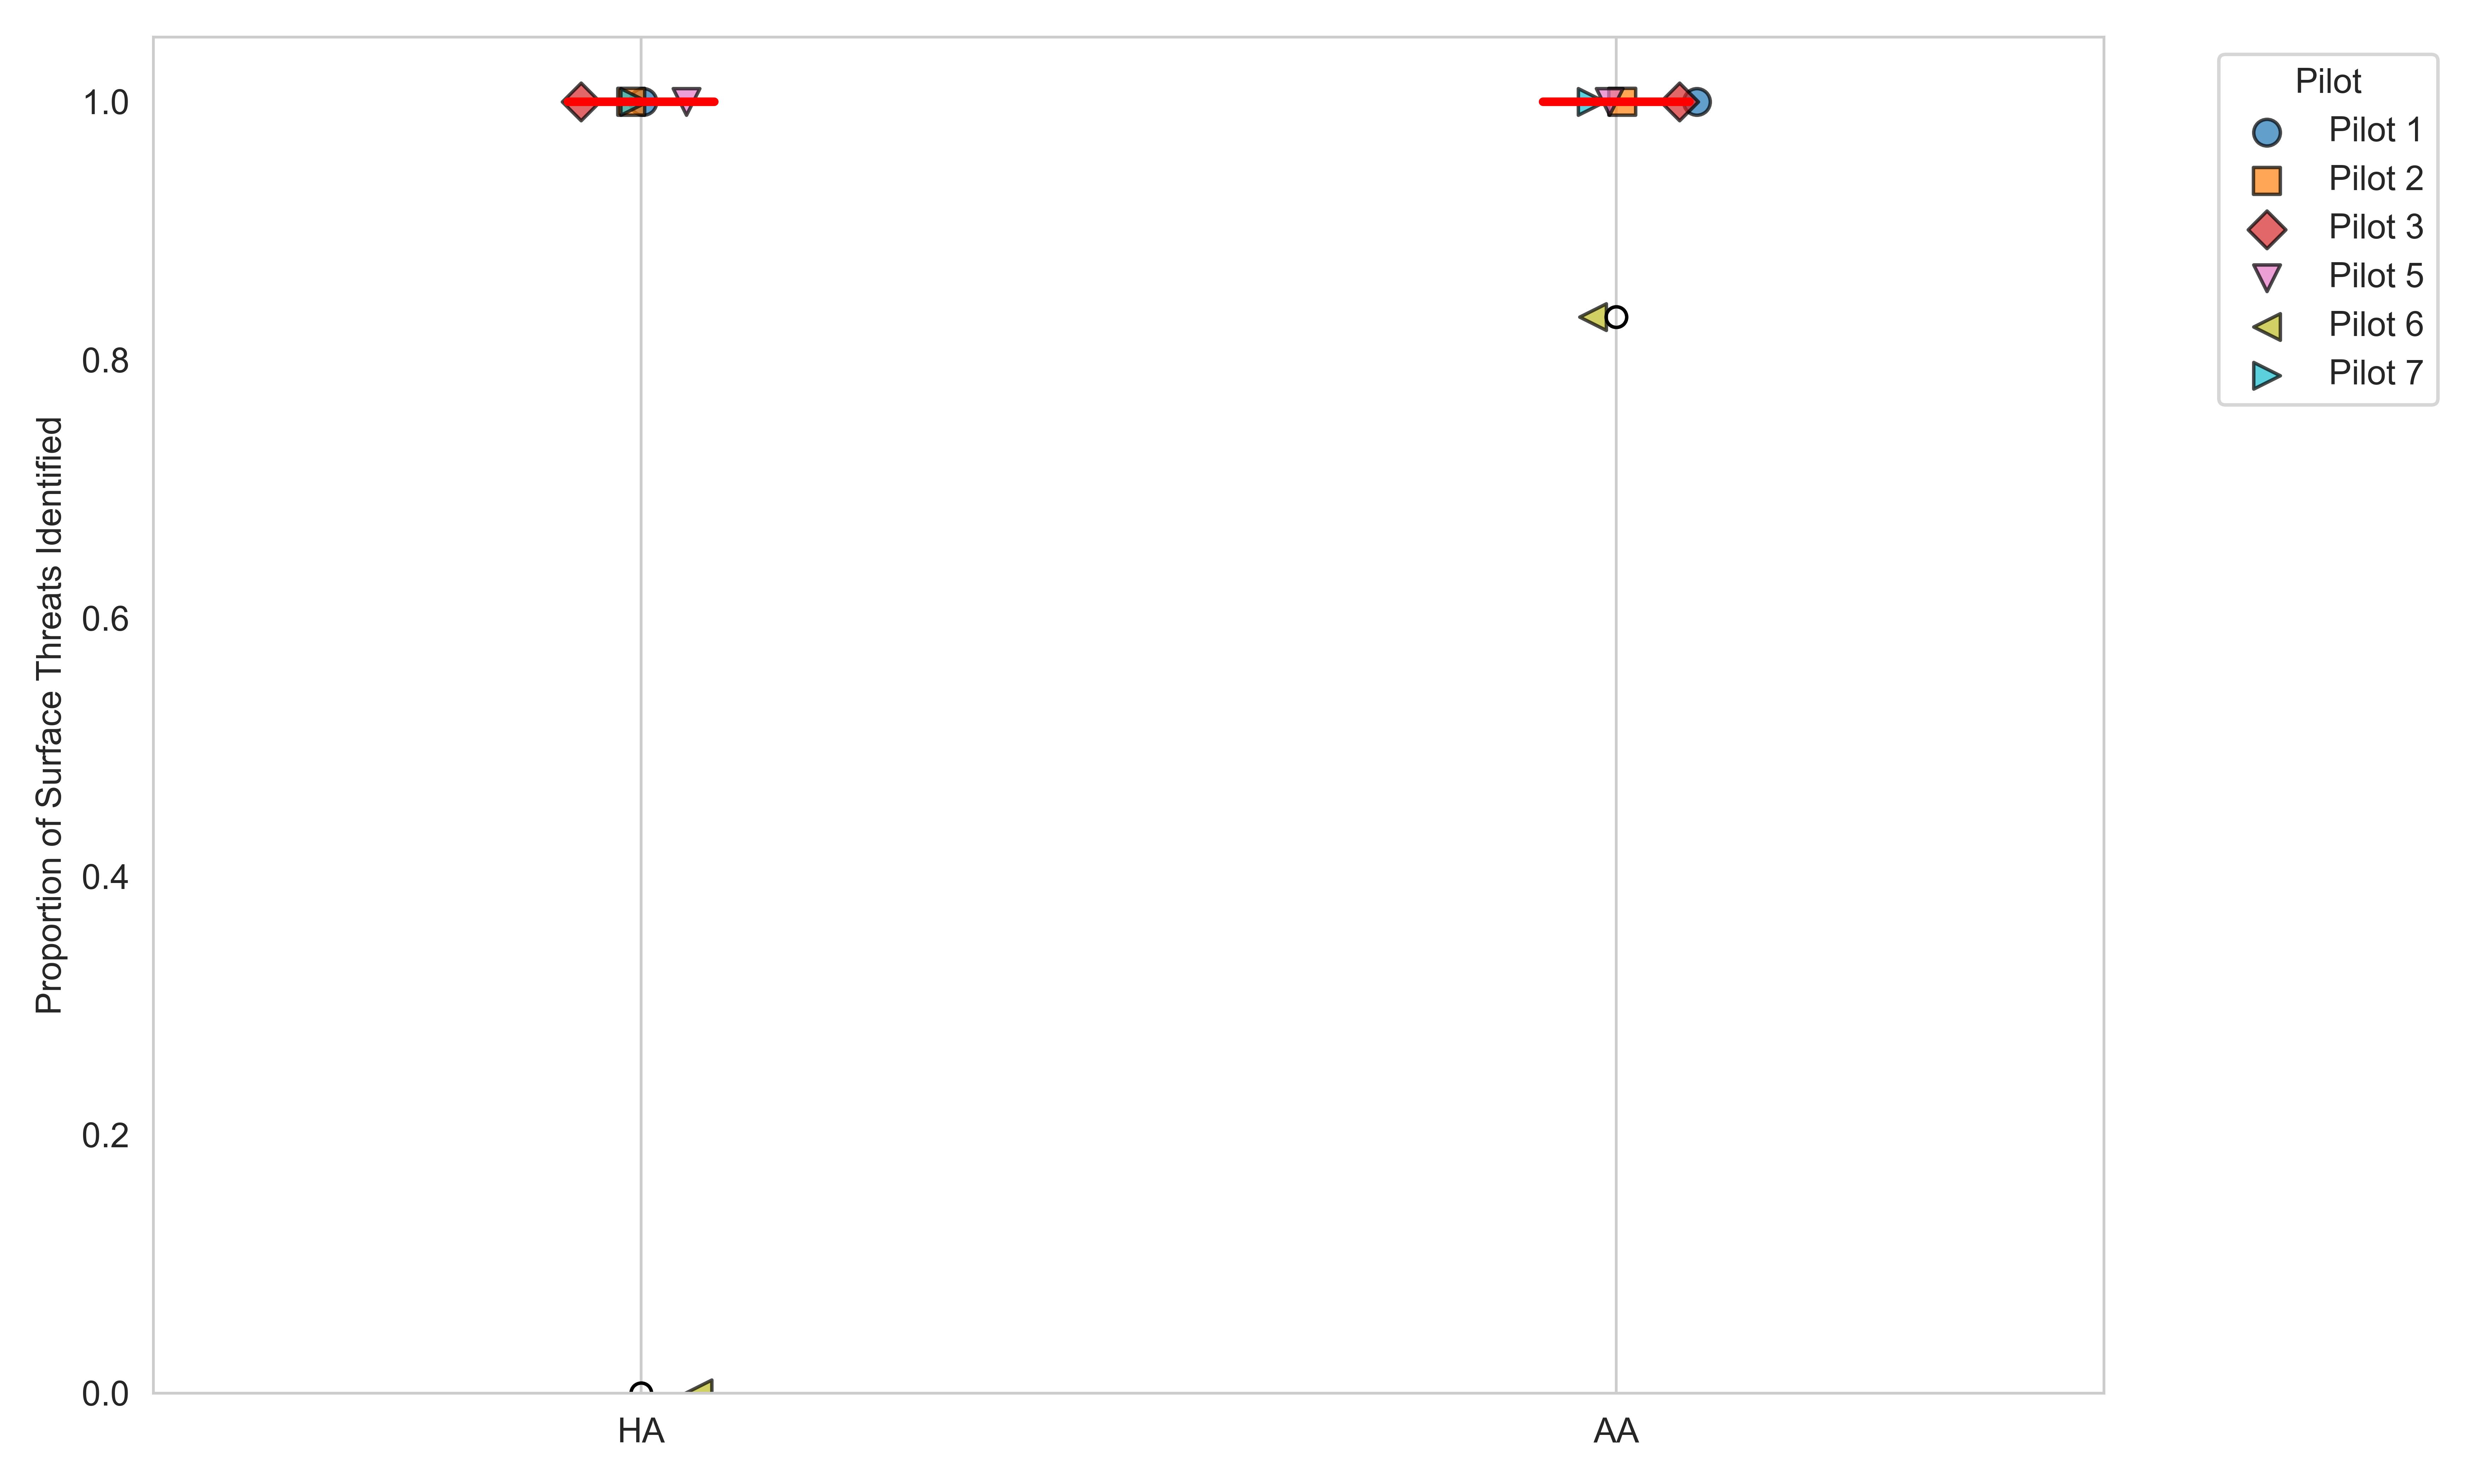 Proportion of Surface Threats Identified
1.0
0.8
0.6
0.4
0.2
0.0
HA
AA
Pilot
Pilot 1
Pilot 2
Pilot 3
Pilot 5
Pilot 6
Pilot 7